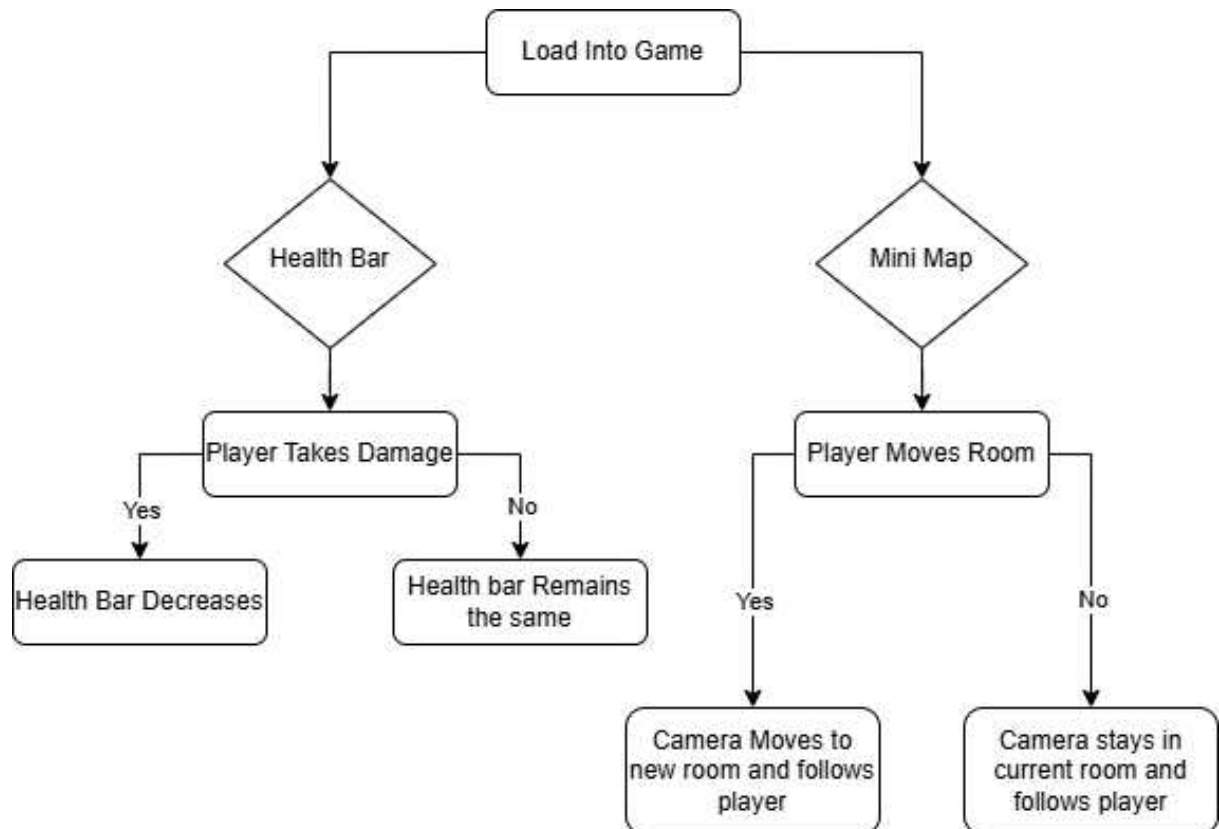 Load Into Game
Health Bar
Mini Map
Player Takes Damage
Player Moves Room
Yes
No
Health Bar Decreases
Health bar Remains
the same
Yes
No
Camera Moves to
new room and follows
player
Camera stays in
current room and
follows player